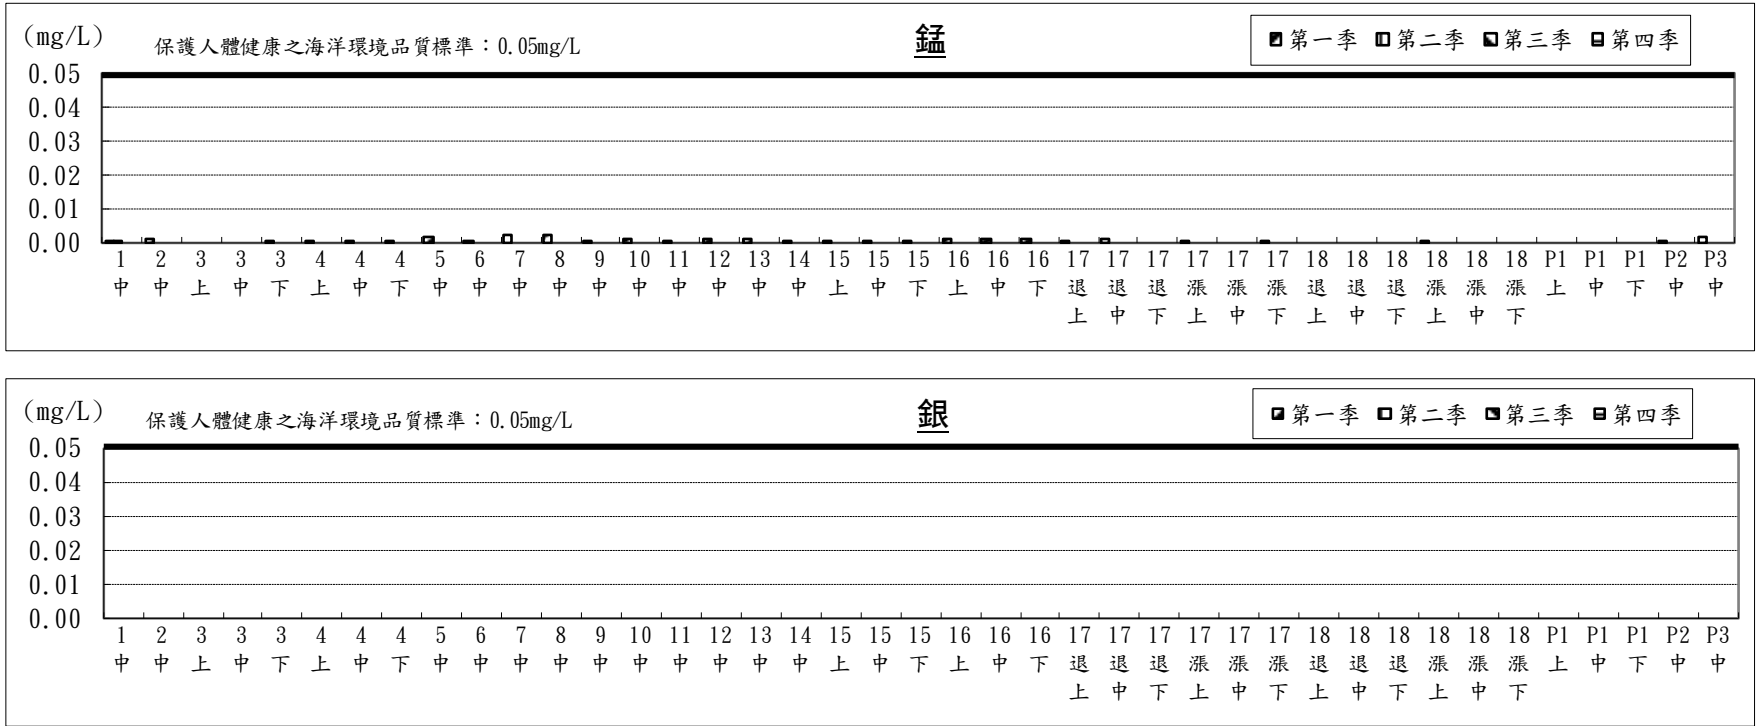 (mg/L) 保護人體健康之海洋環境品質標準：0.05mg/L 錳 第一季 第二季 第三季 第四季
0.05
0.04
0.03
0.02
0.01
0.00
1 2 3 3 3 4 4 4 5 6 7 8 9 10 11 12 13 14 15 15 15 16 16 16 17 17 17 17 17 17 18 18 18 18 18 18 P1 P1 P1 P2 P3
中 中 上 中 下 上 中 下 中 中 中 中 中 中 中 中 中 中 上 中 下 上 中 下 退 退 退 漲 漲 漲 退 退 退 漲 漲 漲 上 中 下 中 中
上 中 下 上 中 下 上 中 下 上 中 下
(mg/L) 保護人體健康之海洋環境品質標準：0.05mg/L 銀 第一季 第二季 第三季 第四季
0.05
0.04
0.03
0.02
0.01
0.00
1 2 3 3 3 4 4 4 5 6 7 8 9 10 11 12 13 14 15 15 15 16 16 16 17 17 17 17 17 17 18 18 18 18 18 18 P1 P1 P1 P2 P3
中 中 上 中 下 上 中 下 中 中 中 中 中 中 中 中 中 中 上 中 下 上 中 下 退 退 退 漲 漲 漲 退 退 退 漲 漲 漲 上 中 下 中 中
上 中 下 上 中 下 上 中 下 上 中 下